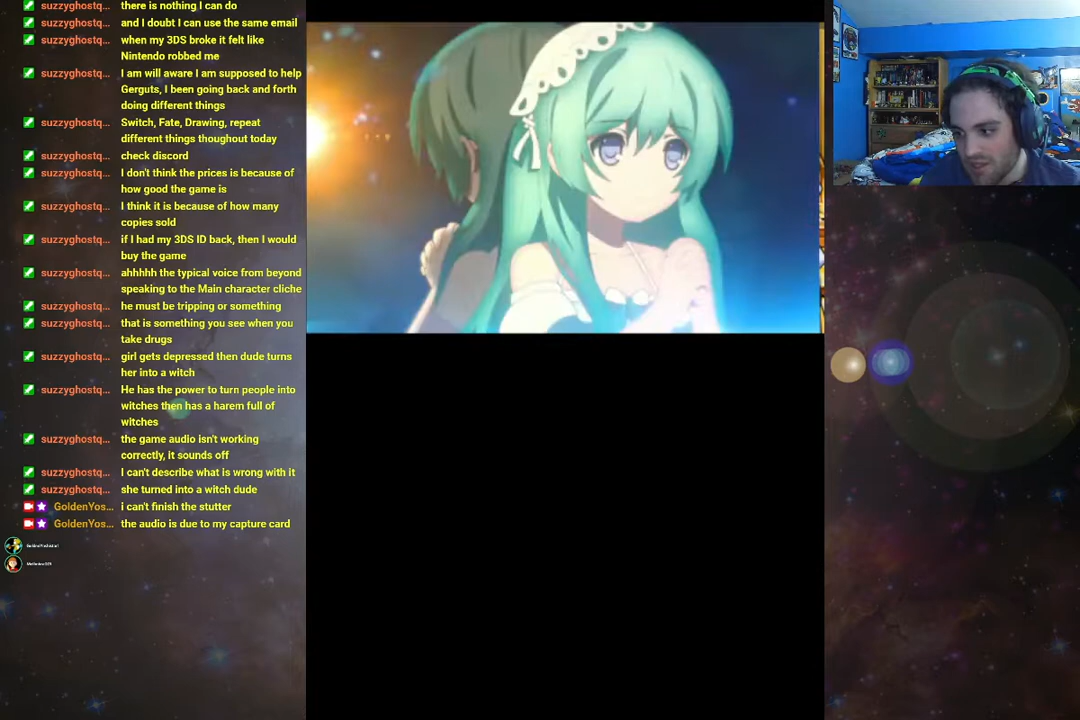 suzzyghostq... there is nothing I can do
suzzyghostq... and I doubt I can use the same email
suzzyghostq... when my 3DS broke it felt like
Nintendo robbed me
suzzyghostq... I am will aware I am supposed to help
Gerguts, I been going back and forth
doing different things
suzzyghostq... Switch, Fate, Drawing, repeat
different things thoughout today
suzzyghostq... check discord
suzzyghostq... I don't think the prices is because of
how good the game is
suzzyghostq... I think it is because of how many
copies sold
suzzyghostq... if I had my 3DS ID back, then I would
buy the game
suzzyghostq... ahhhhh the typical voice from beyond
speaking to the Main character cliche
suzzyghostq... he must be tripping or something
suzzyghostq... that is something you see when you
take drugs
suzzyghostq... girl gets depressed then dude turns
her into a witch
suzzyghostq... He has the power to turn people into
witches then has a harem full of
witches
suzzyghostq... the game audio isn't working
correctly, it sounds off
suzzyghostq... I can't describe what is wrong with it
suzzyghostq... she turned into a witch dude
GoldenYos... i can't finish the stutter
GoldenYos... the audio is due to my capture card